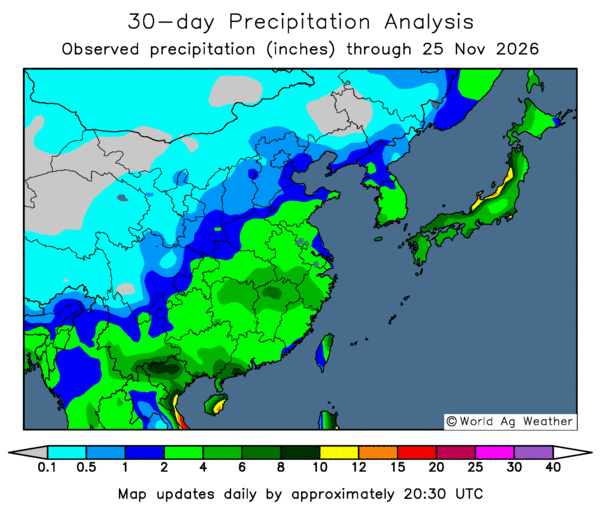 30-day Precipitation Analysis
Observed precipitation (inches) through 25 Nov 2026
© World Ag Weather
0.1 0.5 1 2 4 6 8 10 12 15 20 25 30 40
Map updates daily by approximately 20:30 UTC